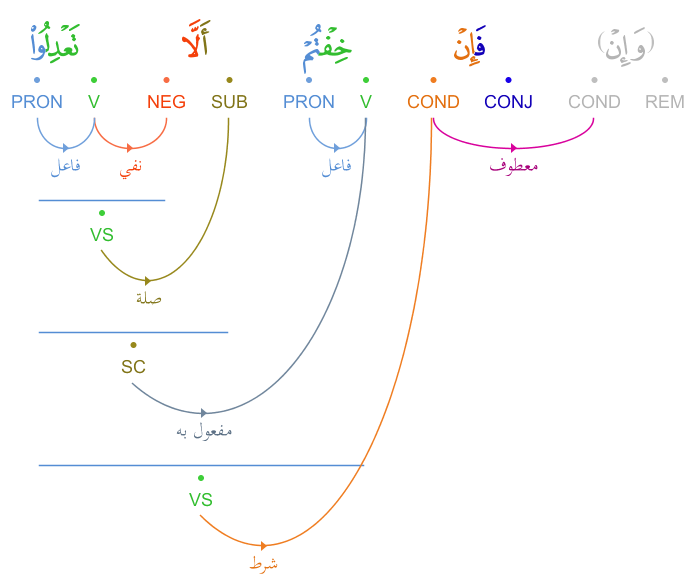 (وَإِنْ) فَإِنْ خِفْتُمْ أَلَّا تَعْدِلُوا۟
REM COND CONJ COND V PRON SUB NEG V PRON
معطوف فاعل نفي فاعل
VS
صلة
SC
مفعول به
VS
شرط